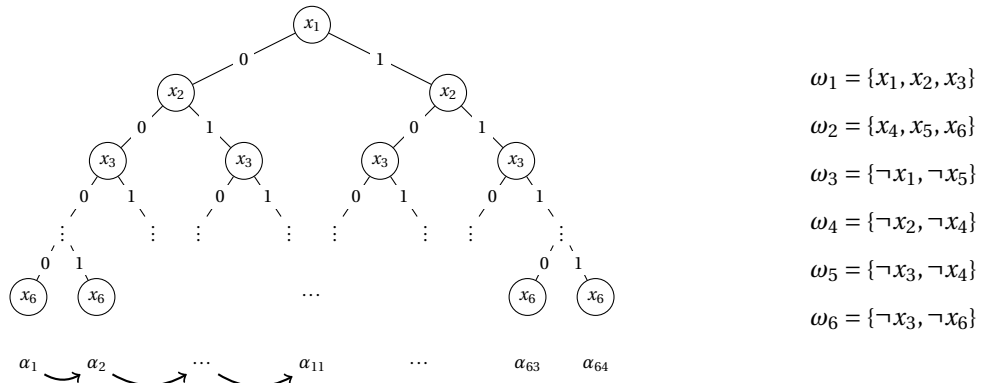 x₁
0 1
x₂ x₂
0 1 0 1
x₃ x₃ x₃ x₃
0 1 0 1 0 1 0 1
⋮ ⋮ ⋮ ⋮ ⋮ ⋮ ⋮ ⋮
0 1 0 1
x₆ x₆ ... x₆ x₆
α₁ α₂ ... α₁₁ ... α₆₃ α₆₄
ω₁ = {x₁, x₂, x₃}
ω₂ = {x₄, x₅, x₆}
ω₃ = {¬x₁, ¬x₅}
ω₄ = {¬x₂, ¬x₄}
ω₅ = {¬x₃, ¬x₄}
ω₆ = {¬x₃, ¬x₆}